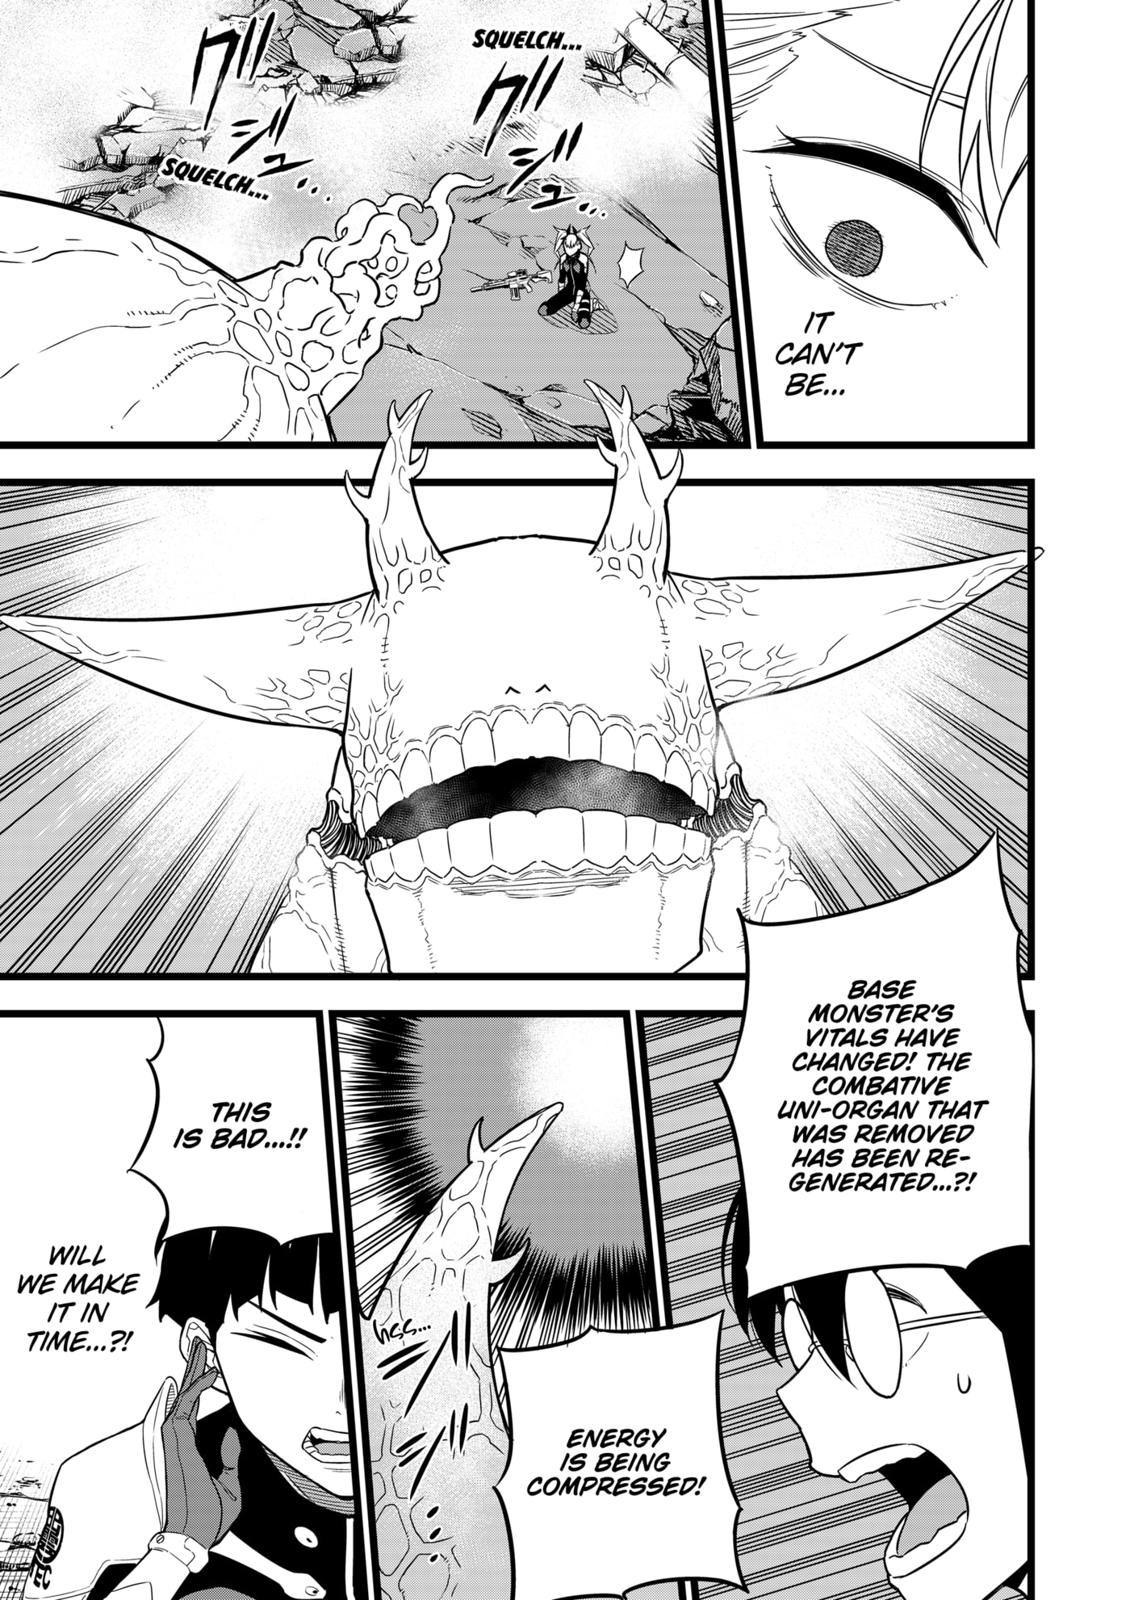 IT
CAN'T
BE...
SQUELCH...
グジュ...
SQUELCH...
グジュ...
BASE
MONSTER'S
VITALS HAVE
CHANGED! THE
COMBATIVE
UNI-ORGAN THAT
WAS REMOVED
HAS BEEN RE-
GENERATED...?!
ENERGY
IS BEING
COMPRESSED!
HSS...
THIS
IS BAD...!!
WILL
WE MAKE
IT IN
TIME...?!